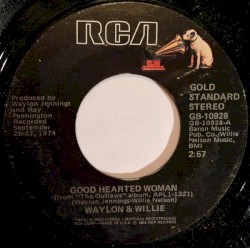 RCA
GOLD
STANDARD
STEREO
GB-10928
GB-10928-A
Baron Music
Pub. Co./Willie
Nelson Music,
BMI
2:57
Produced by
Waylon Jennings
and Ray
Pennington
Recorded
September
25-27, 1974
GOOD HEARTED WOMAN
(from "The Outlaws" album, APL1-1321)
(Waylon Jennings-Willie Nelson)
WAYLON & WILLIE